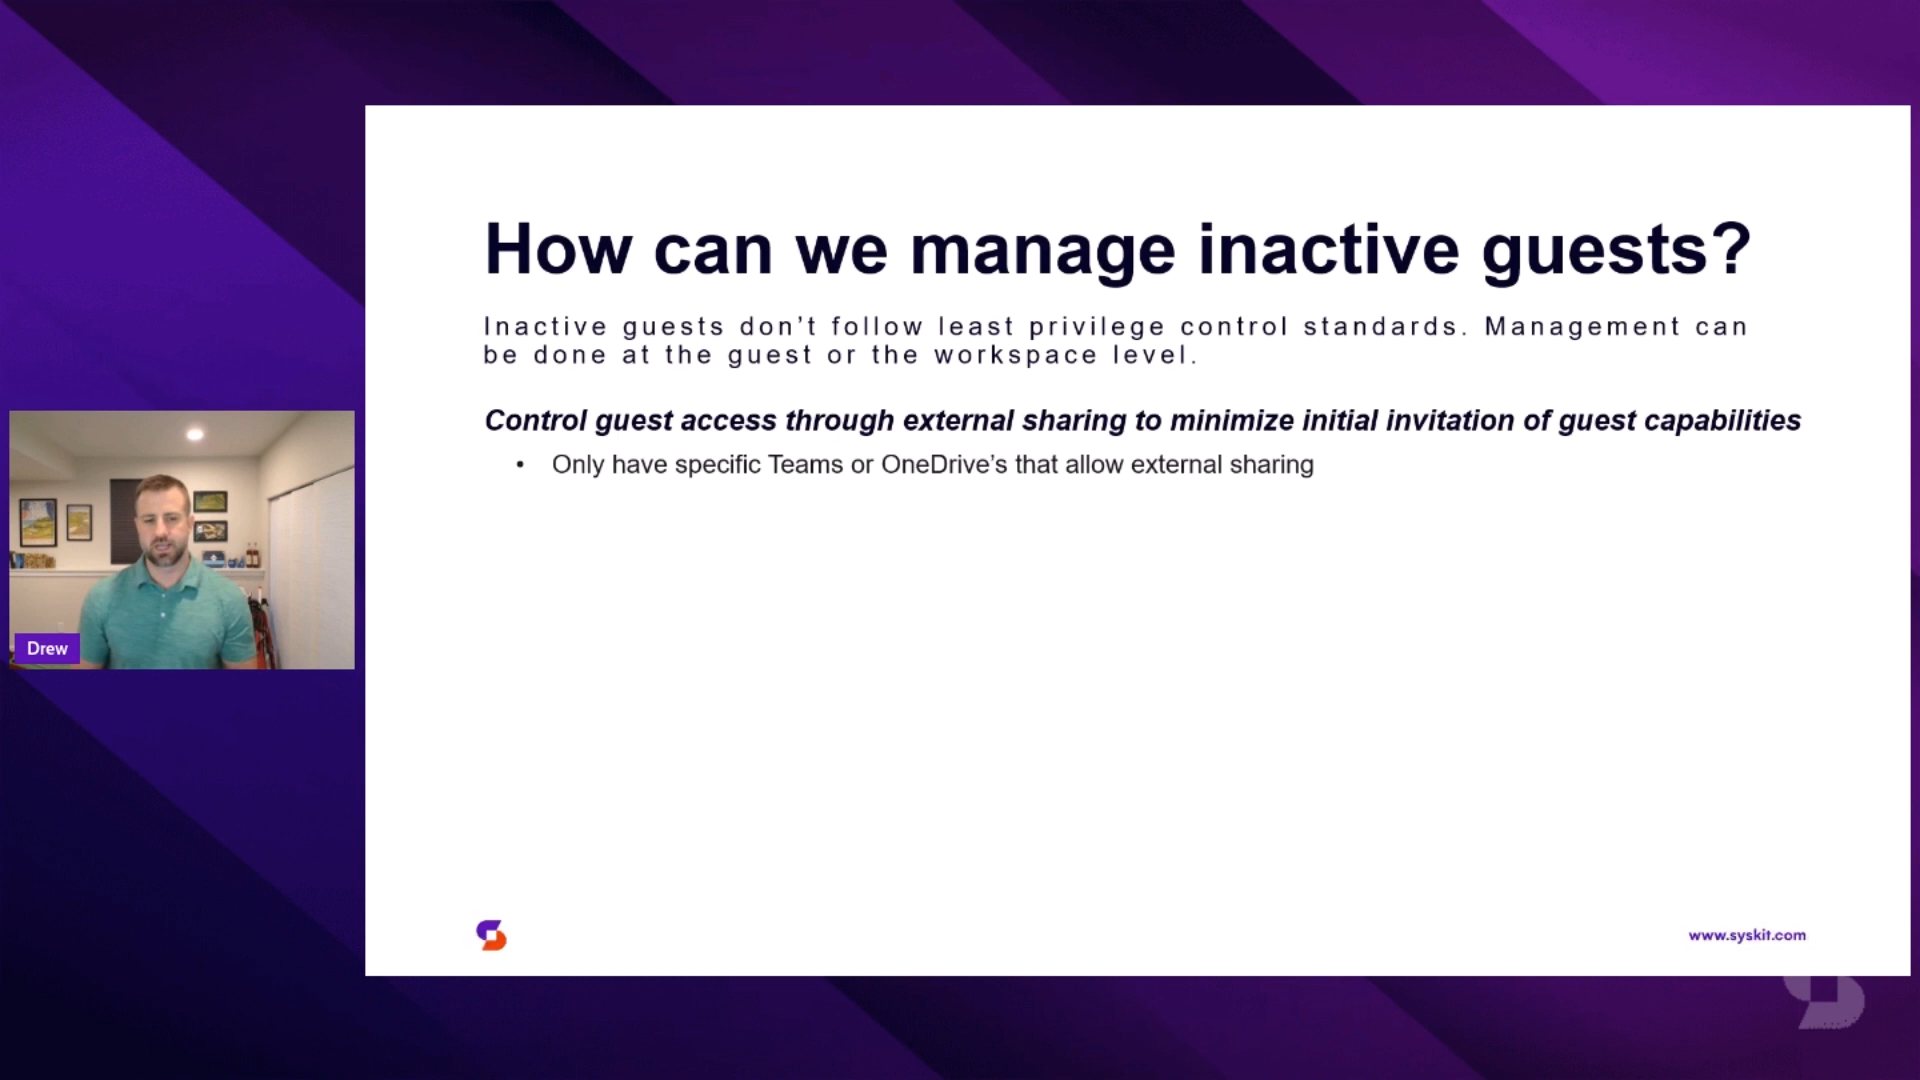 How can we manage inactive guests?
Inactive guests don’t follow least privilege control standards. Management can
be done at the guest or the workspace level.
Control guest access through external sharing to minimize initial invitation of guest capabilities
• Only have specific Teams or OneDrive’s that allow external sharing
Drew
www.syskit.com